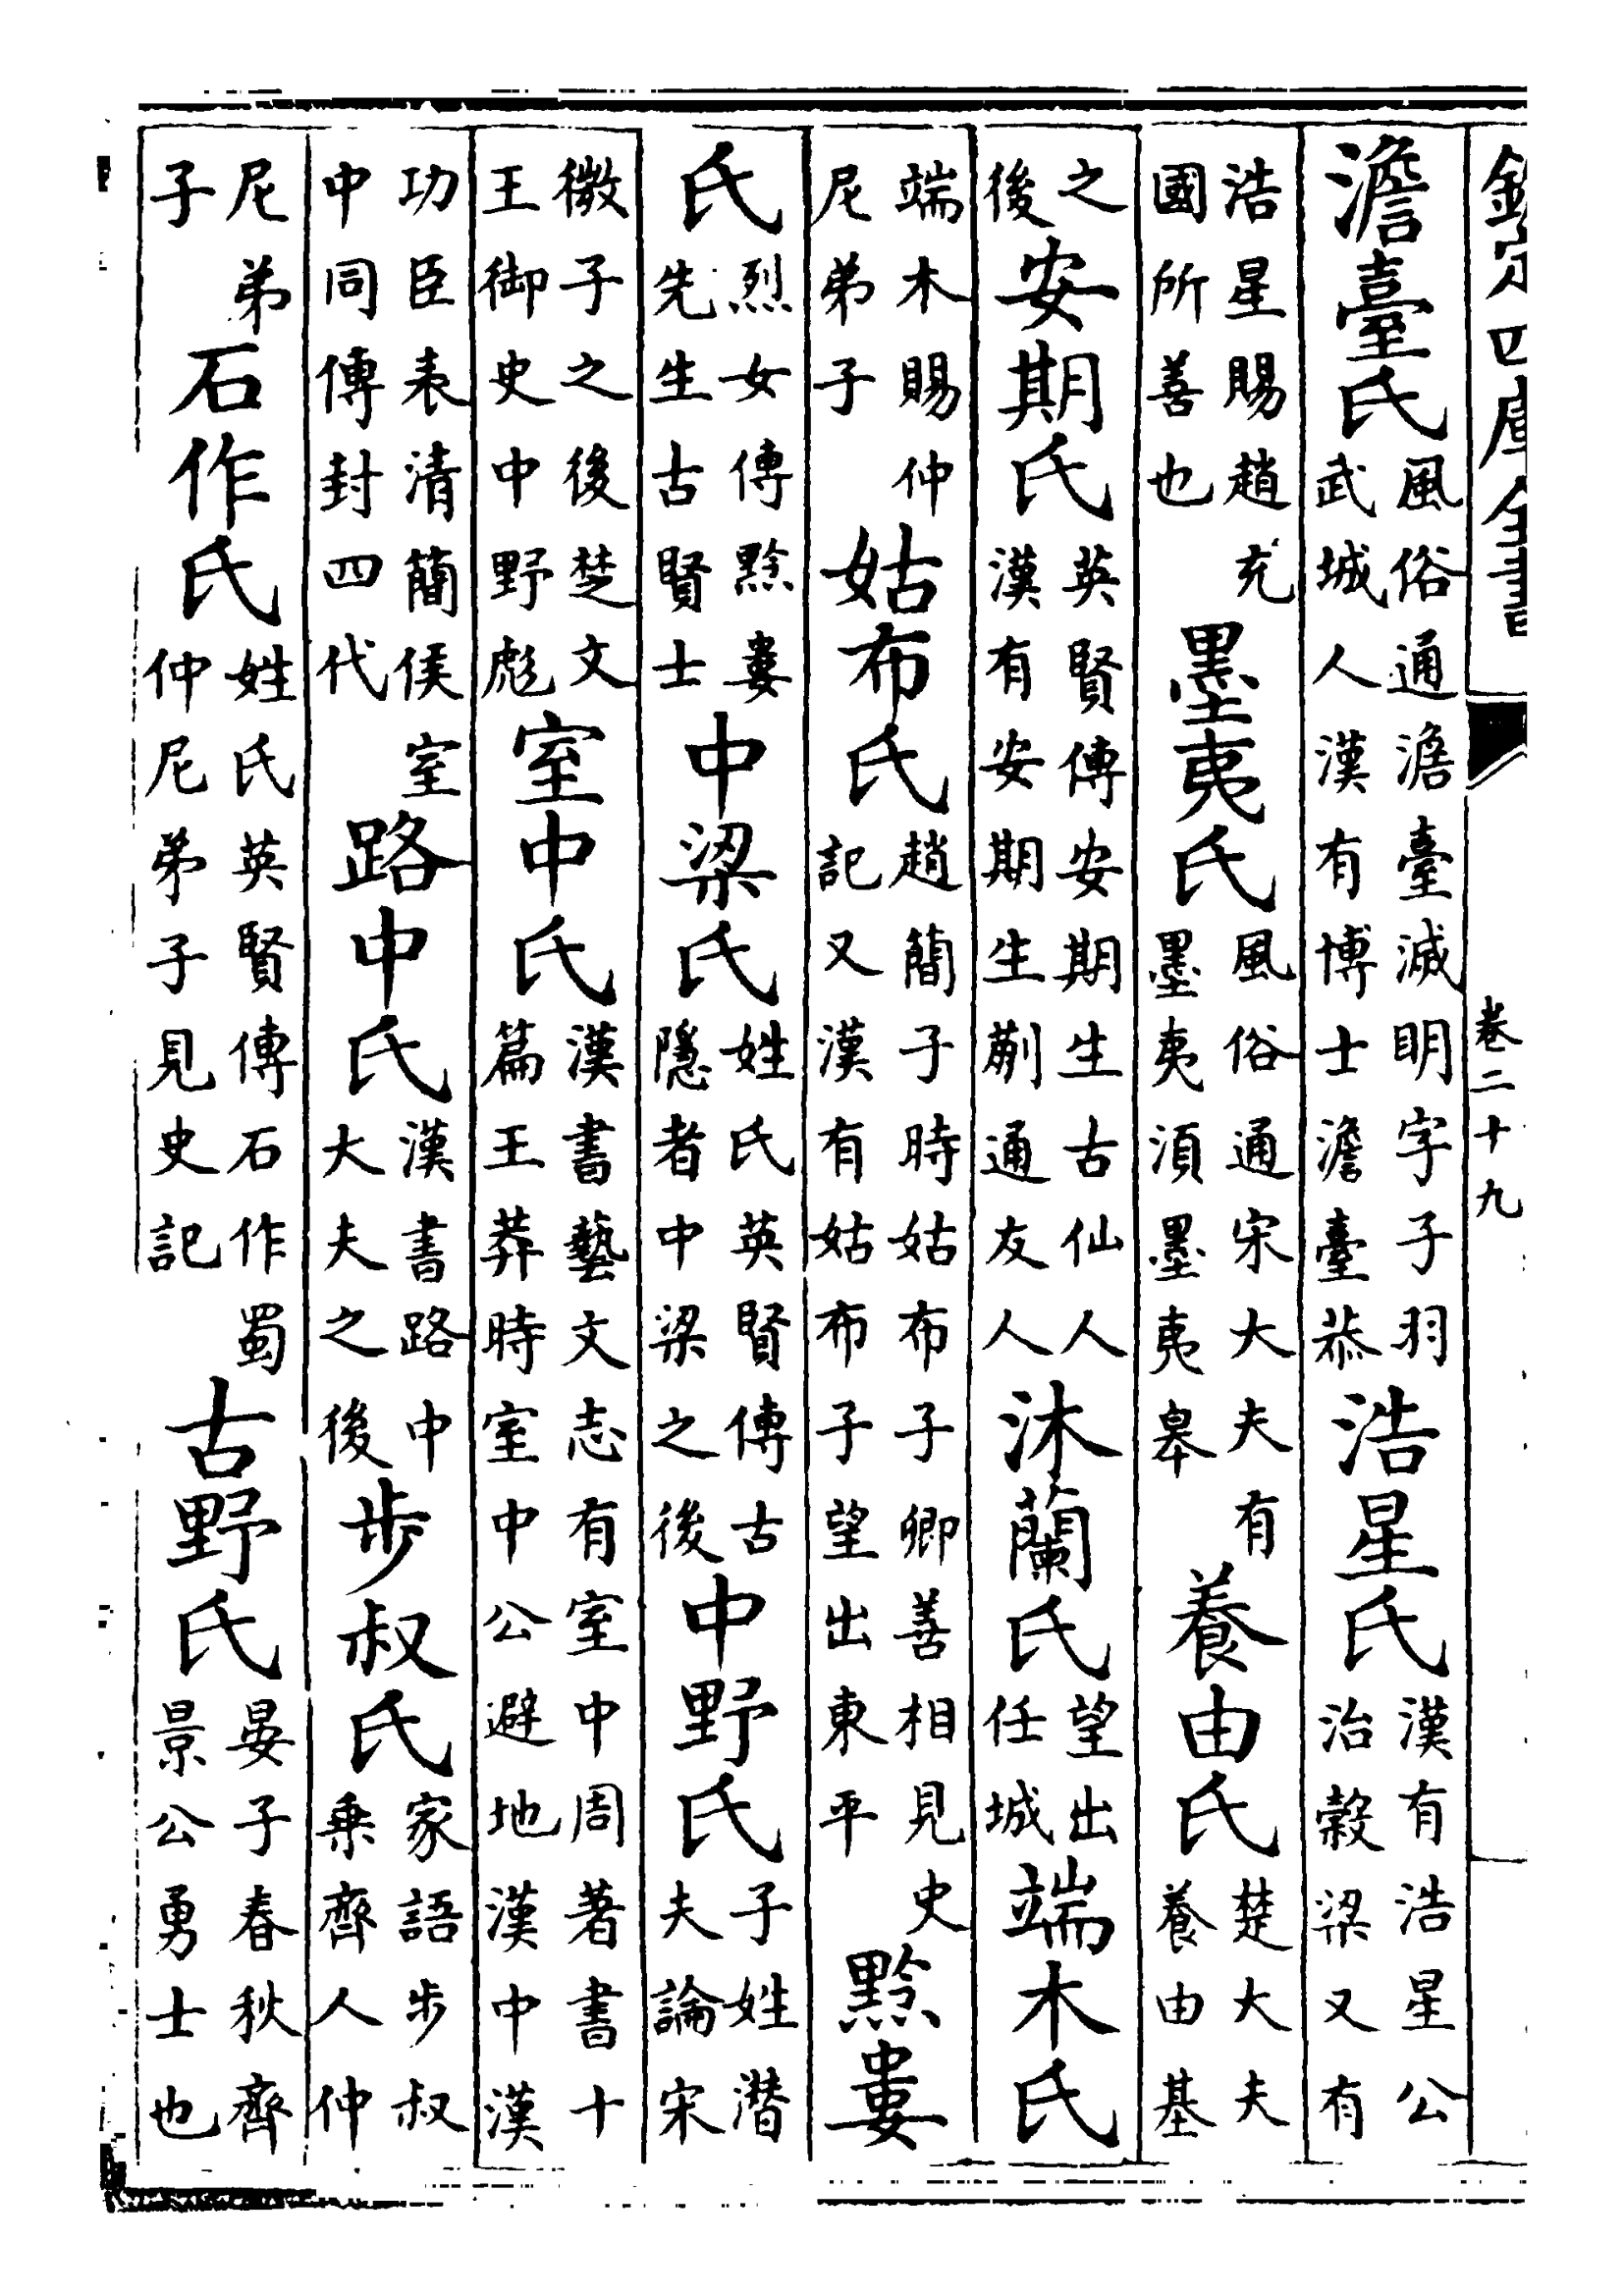 欽定四庫全書
卷二十九
澹臺氏風俗通澹臺滅明字子羽武城人漢有博士澹臺恭浩星氏漢有浩星公治穀梁又有
浩星賜趙充國所善也墨夷氏風俗通宋大夫有墨夷須墨夷皋養由氏楚大夫養由基
之後安期氏英賢傳安期生古仙人漢有安期生蒯通友人沐蘭氏望出任城端木氏
端木賜仲尼弟子姑布氏趙簡子時姑布子卿善相見史記又漢有姑布子望出東平黔婁
氏烈女傳黔婁先生古賢士中梁氏姓氏英賢傳古隱者中梁之後中野氏子姓潛夫論宋
微子之後楚文王御史中野彪室中氏漢書藝文志有室中周著書十篇王莽時室中公避地漢中漢
功臣表清簡侯室中同傳封四代路中氏漢書路中大夫之後步叔氏家語步叔乗齊人仲
尼弟子石作氏姓氏英賢傳石作蜀仲尼弟子見史記古野氏晏子春秋齊景公勇士也